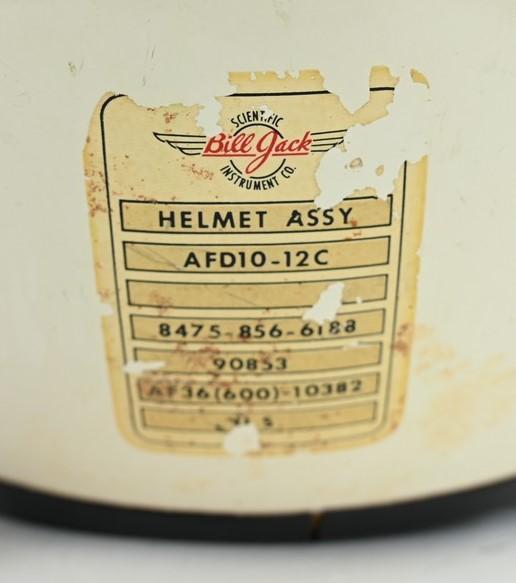 SCIENTIFIC
Bill Jack
INSTRUMENT CO.
HELMET ASSY
AFD10-12C
8475-856-6188
90853
AF36(600)-10382